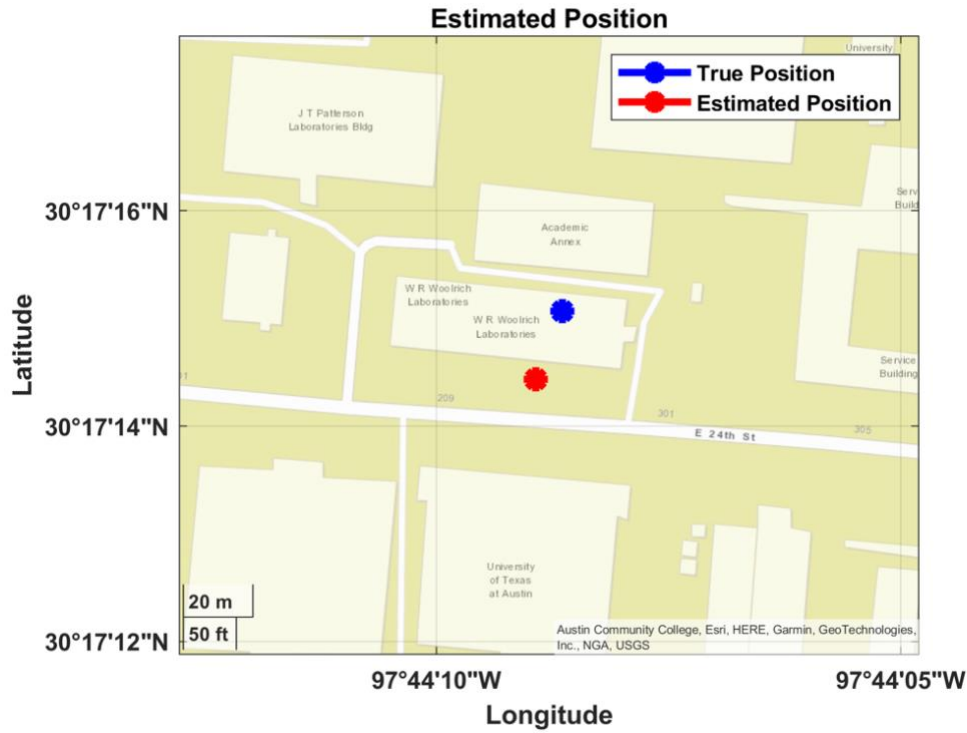 Estimated Position
University
True Position
Estimated Position
J T Patterson
Laboratories Bldg
30°17'16"N
Serv
Build
Academic
Annex
W R Woolrich
Laboratories
W R Woolrich
Laboratories
Latitude
Service
Building
209
301
305
30°17'14"N
E 24th St
University
of Texas
at Austin
20 m
50 ft
Austin Community College, Esri, HERE, Garmin, GeoTechnologies,
Inc., NGA, USGS
30°17'12"N
97°44'10"W
97°44'05"W
Longitude